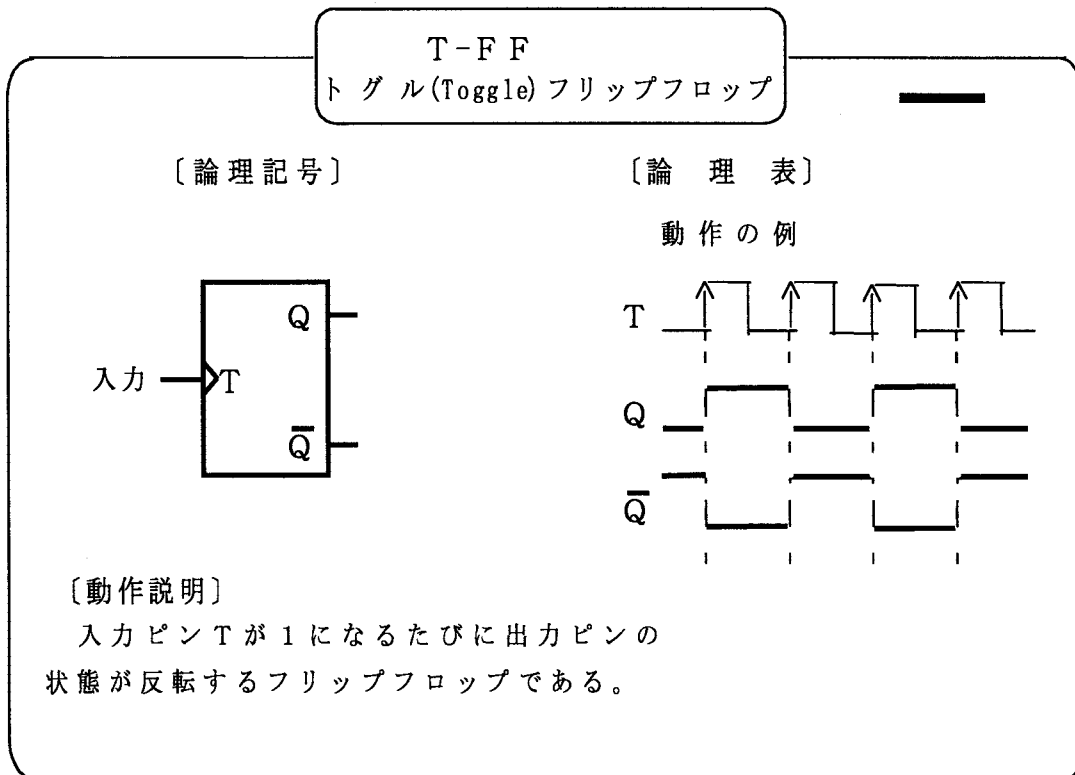 T-FF
トグル(Toggle)フリップフロップ
〔論理記号〕
入力
T
Q
Q̅
〔論 理 表〕
動作の例
T
Q
Q̅
〔動作説明〕
入力ピンTが1になるたびに出力ピンの
状態が反転するフリップフロップである。